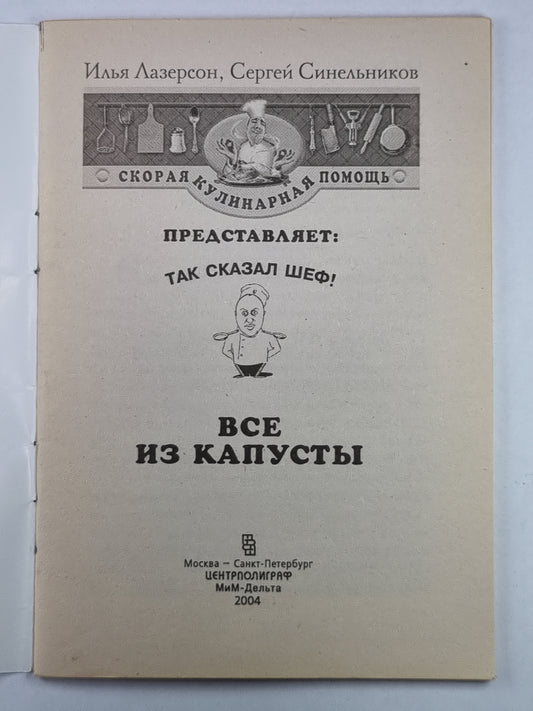 Илья Лазерсон, Сергей Синельников
СКОРАЯ КУЛИНАРНАЯ ПОМОЩЬ
ПРЕДСТАВЛЯЕТ:
ТАК СКАЗАЛ ШЕФ!
ВСЕ
ИЗ КАПУСТЫ
Москва — Санкт-Петербург
ЦЕНТРПОЛИГРАФ
МиМ-Дельта
2004